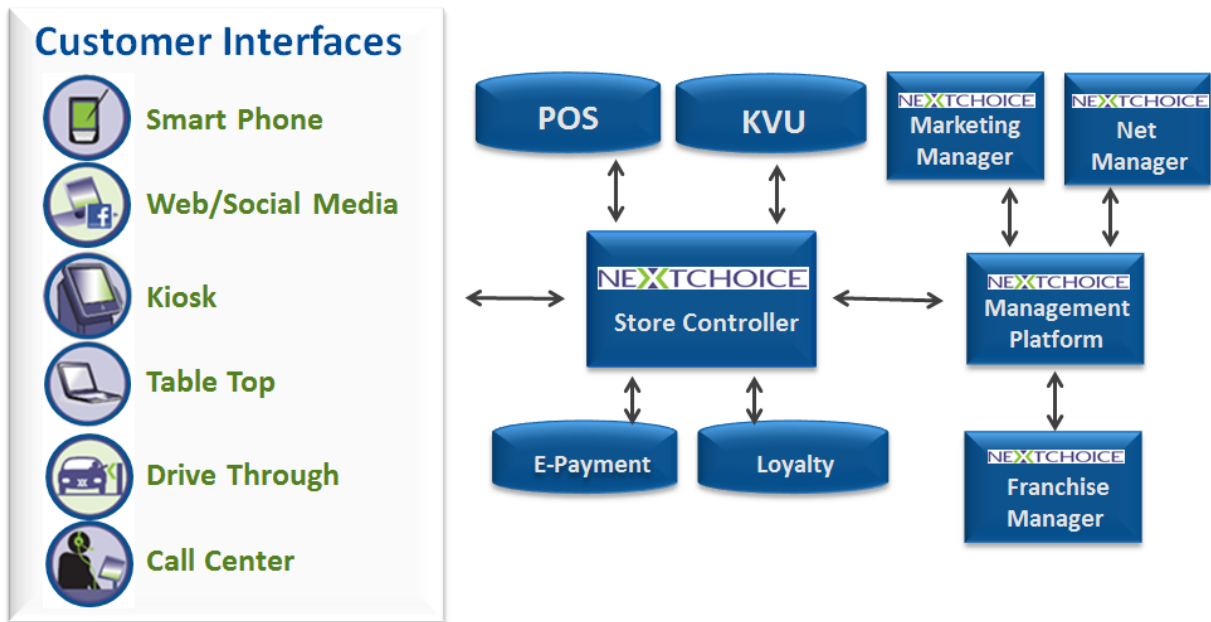 Customer Interfaces
Smart Phone
Web/Social Media
Kiosk
Table Top
Drive Through
Call Center
POS
KVU
NEXTCHOICE
Marketing
Manager
NEXTCHOICE
Net
Manager
NEXTCHOICE
Store Controller
NEXTCHOICE
Management
Platform
E-Payment
Loyalty
NEXTCHOICE
Franchise
Manager